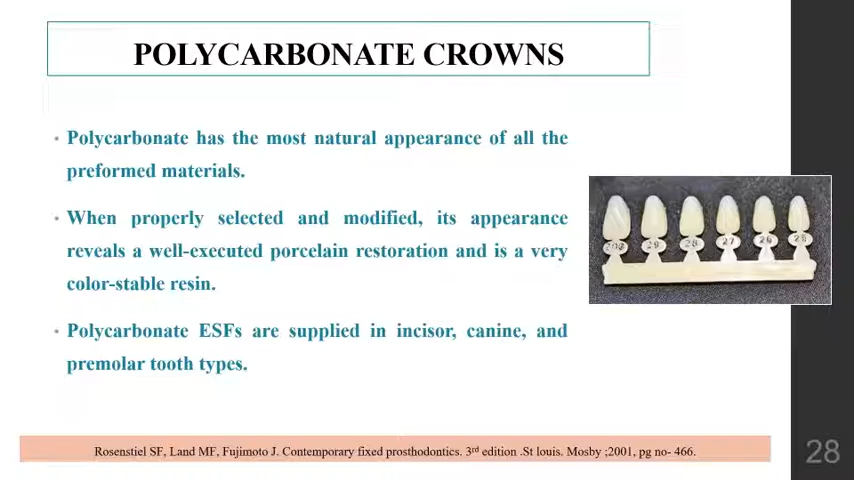 POLYCARBONATE CROWNS
• Polycarbonate has the most natural appearance of all the
preformed materials.
• When properly selected and modified, its appearance
reveals a well-executed porcelain restoration and is a very
color-stable resin.
• Polycarbonate ESFs are supplied in incisor, canine, and
premolar tooth types.
Rosenstiel SF, Land MF, Fujimoto J. Contemporary fixed prosthodontics. 3rd edition .St louis. Mosby ;2001, pg no- 466.
28